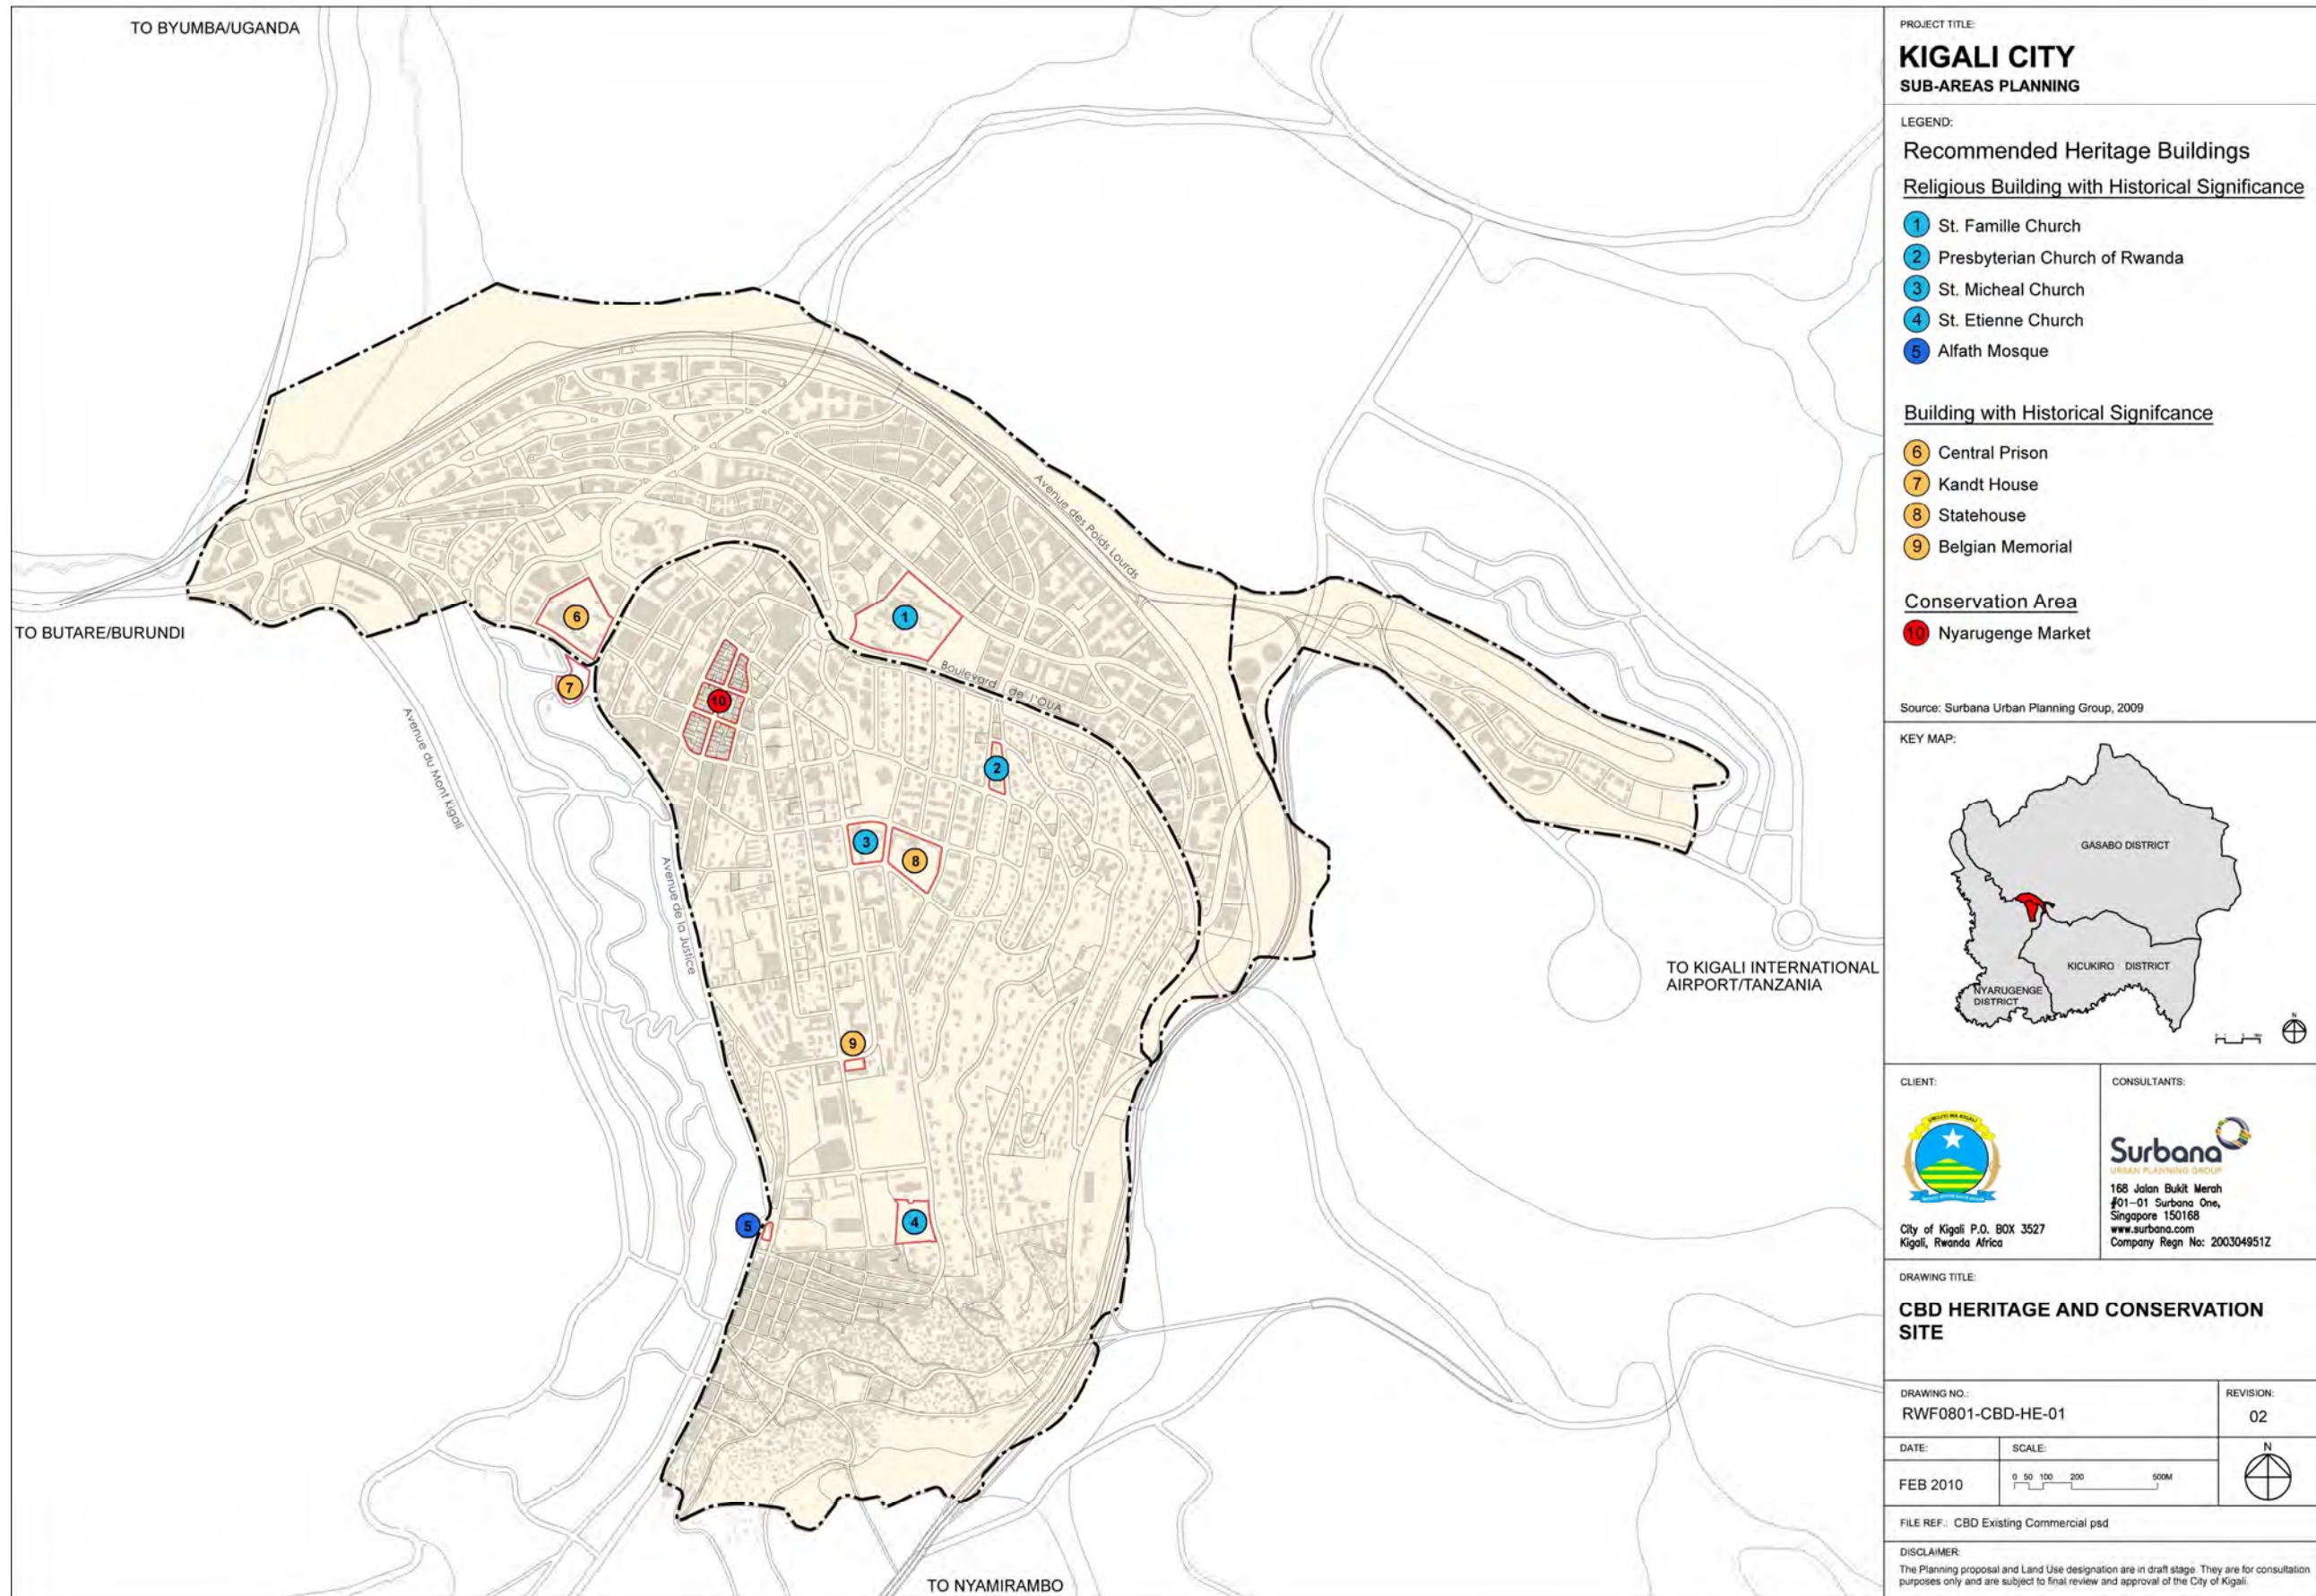 TO BYUMBA/UGANDA
TO BUTARE/BURUNDI
TO KIGALI INTERNATIONAL
AIRPORT/TANZANIA
TO NYAMIRAMBO
Avenue des Poids Lourds
Boulevard de l'OUA
Avenue du Mont Kigali
Avenue de la Justice
6
1
7
10
2
3
8
9
5
4
PROJECT TITLE:
KIGALI CITY
SUB-AREAS PLANNING
LEGEND:
Recommended Heritage Buildings
Religious Building with Historical Significance
1 St. Famille Church
2 Presbyterian Church of Rwanda
3 St. Micheal Church
4 St. Etienne Church
5 Alfath Mosque
Building with Historical Signifcance
6 Central Prison
7 Kandt House
8 Statehouse
9 Belgian Memorial
Conservation Area
10 Nyarugenge Market
Source: Surbana Urban Planning Group, 2009
KEY MAP:
GASABO DISTRICT
KICUKIRO DISTRICT
NYARUGENGE
DISTRICT
N
CLIENT:
City of Kigali P.O. BOX 3527
Kigali, Rwanda Africa
CONSULTANTS:
Surbana
URBAN PLANNING GROUP
168 Jalan Bukit Merah
#01-01 Surbana One,
Singapore 150168
www.surbana.com
Company Regn No: 200304951Z
DRAWING TITLE:
CBD HERITAGE AND CONSERVATION
SITE
DRAWING NO.:
RWF0801-CBD-HE-01
REVISION:
02
DATE:
FEB 2010
SCALE:
0 50 100 200 500M
N
FILE REF.: CBD Existing Commercial psd
DISCLAIMER:
The Planning proposal and Land Use designation are in draft stage. They are for consultation
purposes only and are subject to final review and approval of the City of Kigali.